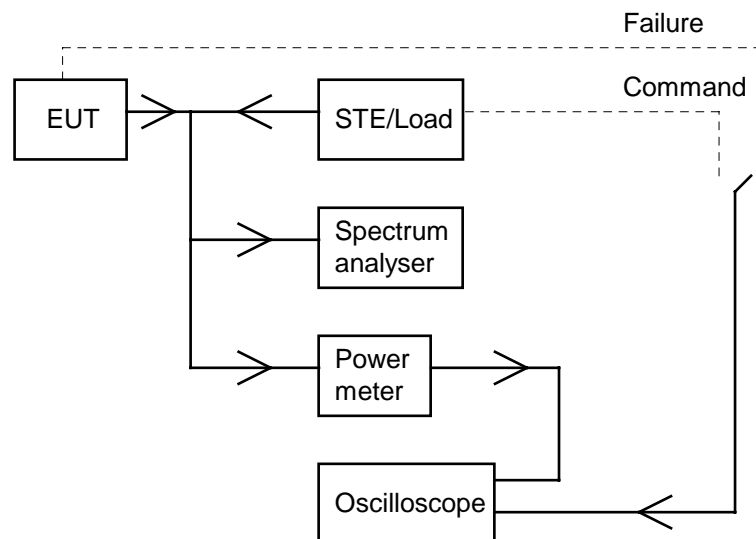 Failure
Command
EUT
STE/Load
Spectrum
analyser
Power
meter
Oscilloscope